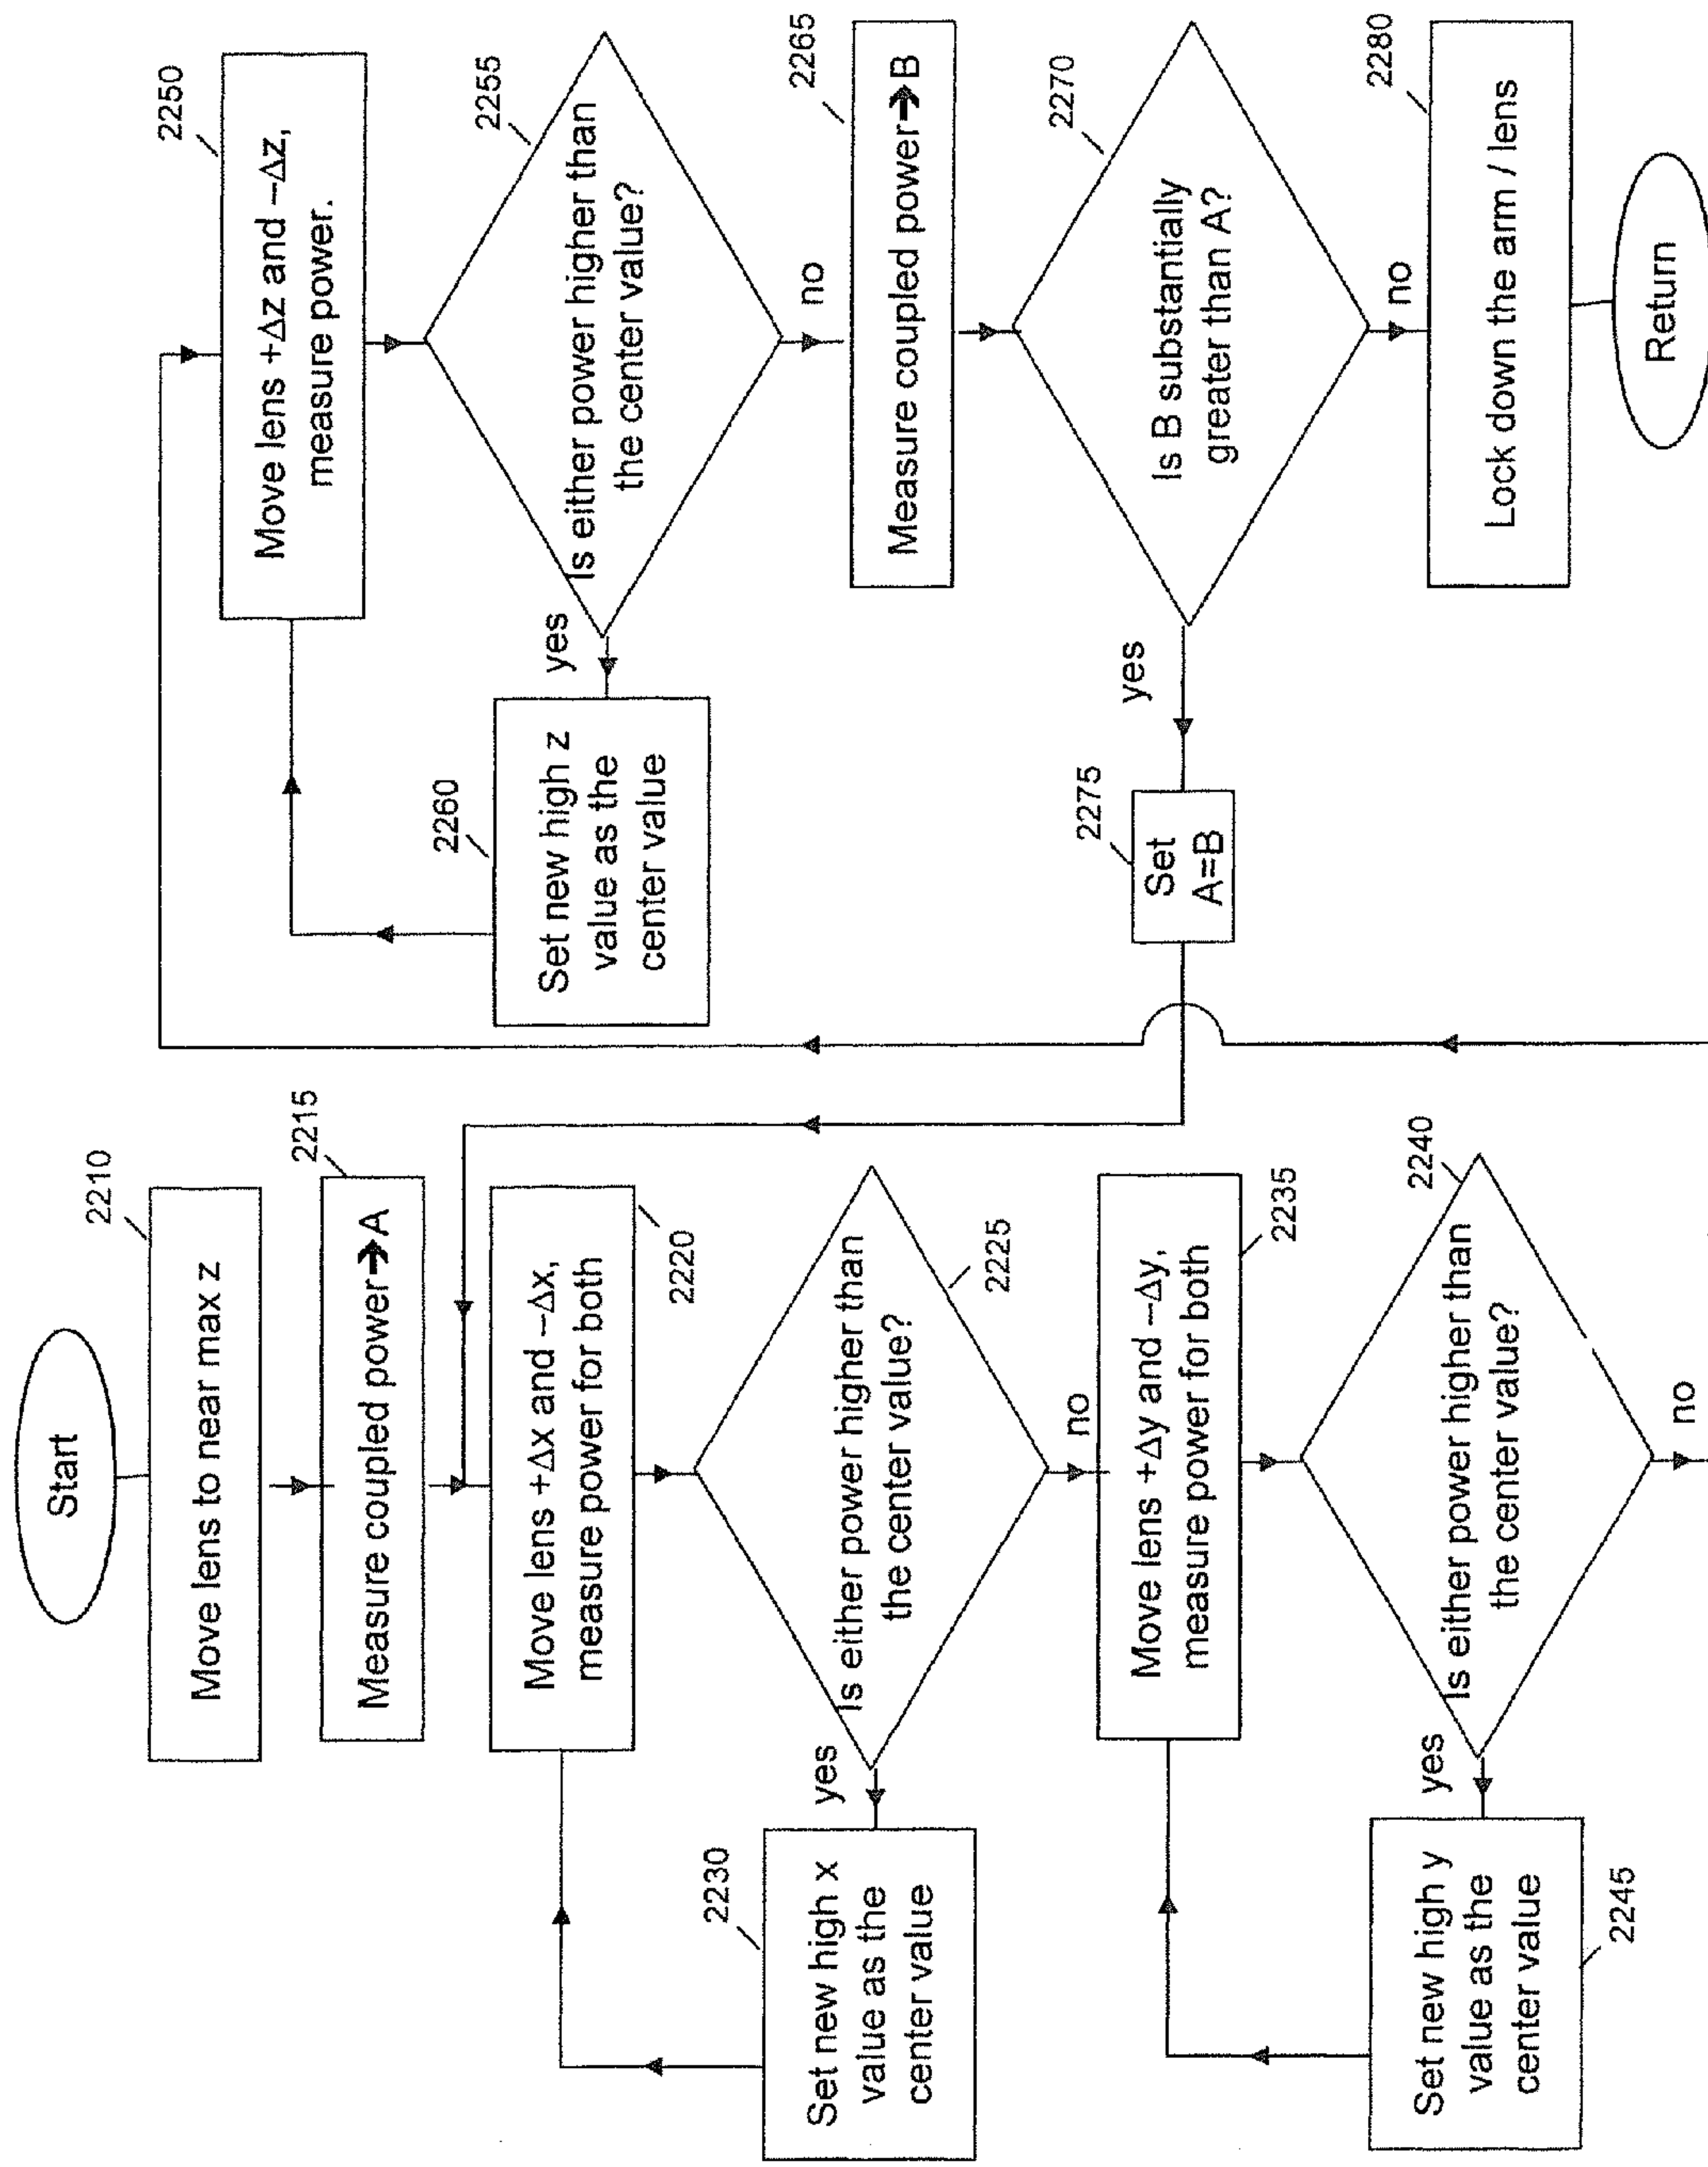 Start
2210
Move lens to near max z
2215
Measure coupled power➔A
2220
Move lens +Δx and –Δx,
measure power for both
2225
Is either power higher than
the center value?
yes
2230
Set new high x
value as the
center value
no
2235
Move lens +Δy and –Δy,
measure power for both
2240
Is either power higher than
the center value?
yes
2245
Set new high y
value as the
center value
no
2250
Move lens +Δz and –Δz,
measure power.
2255
Is either power higher than
the center value?
yes
2260
Set new high z
value as the
center value
no
2265
Measure coupled power➔B
2270
Is B substantially
greater than A?
yes
2275
Set
A=B
no
2280
Lock down the arm / lens
Return